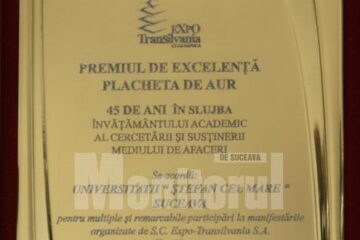 EXPO
Transilvania
CLUJ-NAPOCA
PREMIUL DE EXCELENȚĂ
PLACHETA DE AUR
45 DE ANI ÎN SLUJBA
ÎNVĂȚĂMÂNTULUI ACADEMIC
AL CERCETĂRII ȘI SUSȚINERII
MEDIULUI DE AFACERI
DE SUCEAVA
Monitorul
Se acordă:
UNIVERSITĂȚII " ȘTEFAN CEL MARE "
SUCEAVA
pentru multiple și remarcabile participări la manifestările
organizate de S.C. Expo-Transilvania S.A.